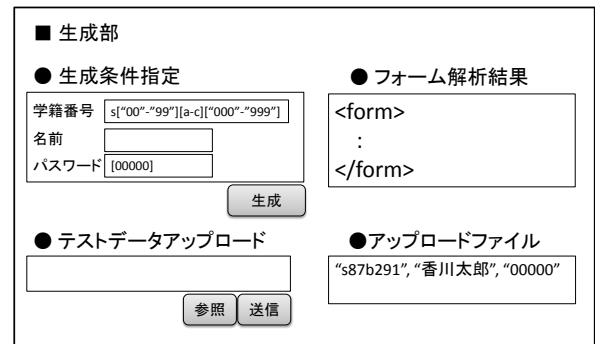 ■ 生成部
● 生成条件指定
学籍番号 s["00"-"99"][a-c]["000"-"999"]
名前
パスワード [00000]
生成
● フォーム解析結果
<form>
:
</form>
● テストデータアップロード
参照 送信
●アップロードファイル
“s87b291”, “香川太郎”, “00000”